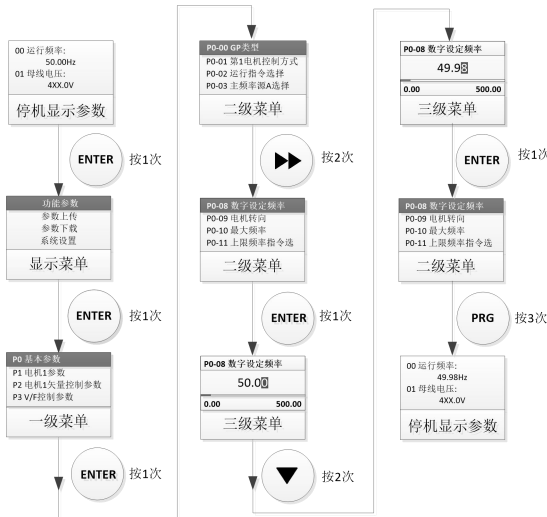 00 运行频率:
50.00Hz
01 母线电压:
4XX.0V
停机显示参数
ENTER
按1次
功能参数
参数上传
参数下载
系统设置
显示菜单
ENTER
按1次
P0 基本参数
P1 电机1参数
P2 电机1矢量控制参数
P3 V/F控制参数
一级菜单
ENTER
按1次
P0-00 GP类型
P0-01 第1电机控制方式
P0-02 运行指令选择
P0-03 主频率源A选择
二级菜单
按2次
P0-08 数字设定频率
P0-09 电机转向
P0-10 最大频率
P0-11 上限频率指令选
二级菜单
ENTER
按1次
P0-08 数字设定频率
50.00
0.00 500.00
三级菜单
按2次
P0-08 数字设定频率
49.98
0.00 500.00
三级菜单
ENTER
按1次
P0-08 数字设定频率
P0-09 电机转向
P0-10 最大频率
P0-11 上限频率指令选
二级菜单
PRG
按3次
00 运行频率:
49.98Hz
01 母线电压:
4XX.0V
停机显示参数